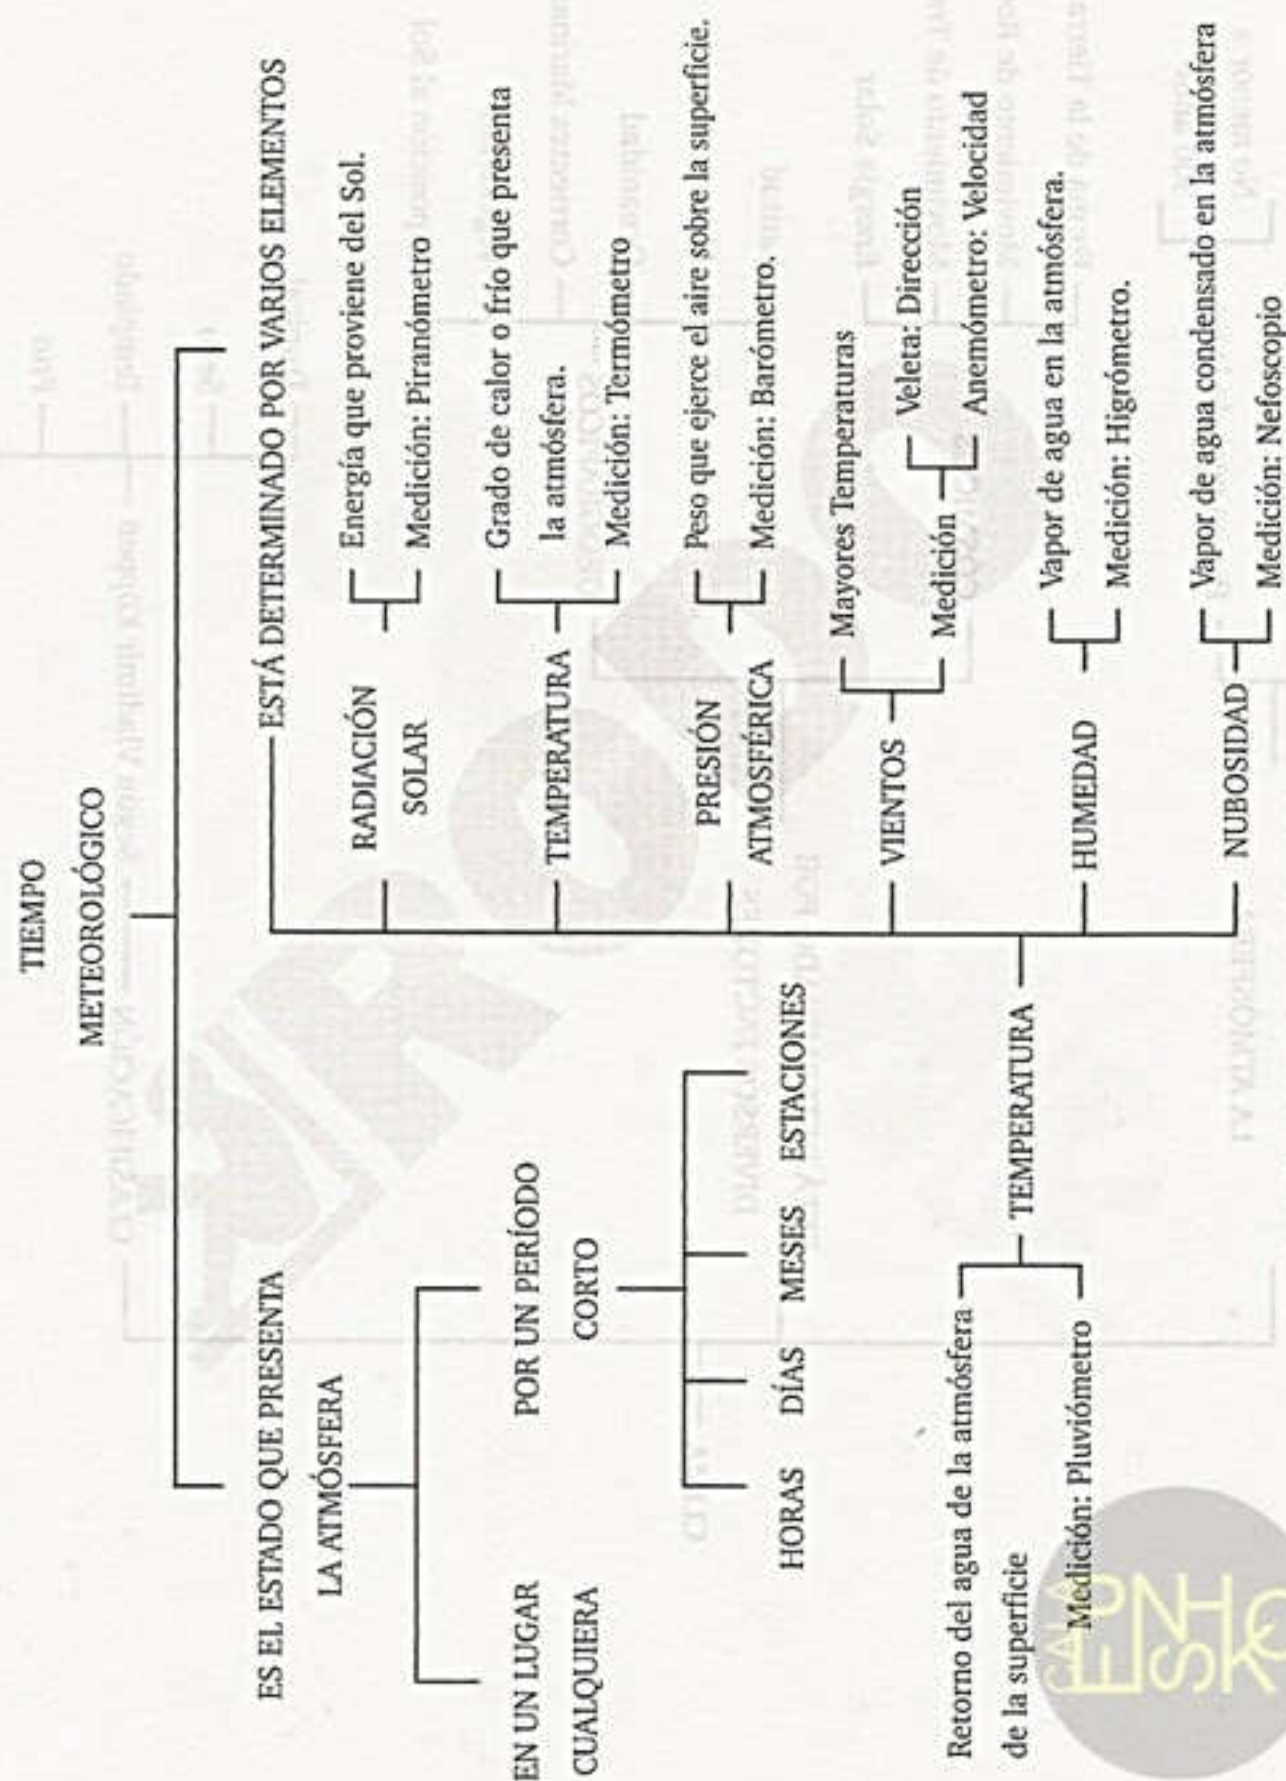 TIEMPO
METEOROLÓGICO
ES EL ESTADO QUE PRESENTA
LA ATMÓSFERA
EN UN LUGAR
CUALQUIERA
POR UN PERÍODO
CORTO
HORAS
DÍAS
MESES
ESTACIONES
ESTÁ DETERMINADO POR VARIOS ELEMENTOS
RADIACIÓN
SOLAR
Energía que proviene del Sol.
Medición: Piranómetro
TEMPERATURA
Grado de calor o frío que presenta
la atmósfera.
Medición: Termómetro
PRESIÓN
ATMOSFÉRICA
Peso que ejerce el aire sobre la superficie.
Medición: Barómetro.
VIENTOS
Mayores Temperaturas
Medición
Veleta: Dirección
Anemómetro: Velocidad
HUMEDAD
Vapor de agua en la atmósfera.
Medición: Higrómetro.
NUBOSIDAD
Vapor de agua condensado en la atmósfera
Medición: Nefoscopio
TEMPERATURA
Retorno del agua de la atmósfera
de la superficie
Medición: Pluviómetro